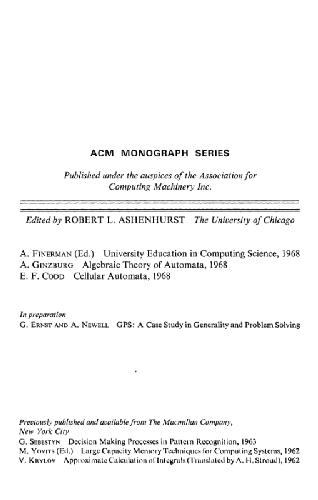 ACM MONOGRAPH SERIES
Published under the auspices of the Association for
Computing Machinery Inc.
Edited by ROBERT L. ASHENHURST The University of Chicago
A. FINERMAN (Ed.) University Education in Computing Science, 1968
A. GINZBURG Algebraic Theory of Automata, 1968
E. F. CODD Cellular Automata, 1968
In preparation
G. ERNST AND A. NEWELL GPS: A Case Study in Generality and Problem Solving
Previously published and available from The Macmillan Company,
New York City
G. SEBESTYN Decision Making Processes in Pattern Recognition, 1963
M. YOVITS (Ed.) Large Capacity Memory Techniques for Computing Systems, 1962
V. KRYLOV Approximate Calculation of Integrals (Translated by A. H. Stroud), 1962